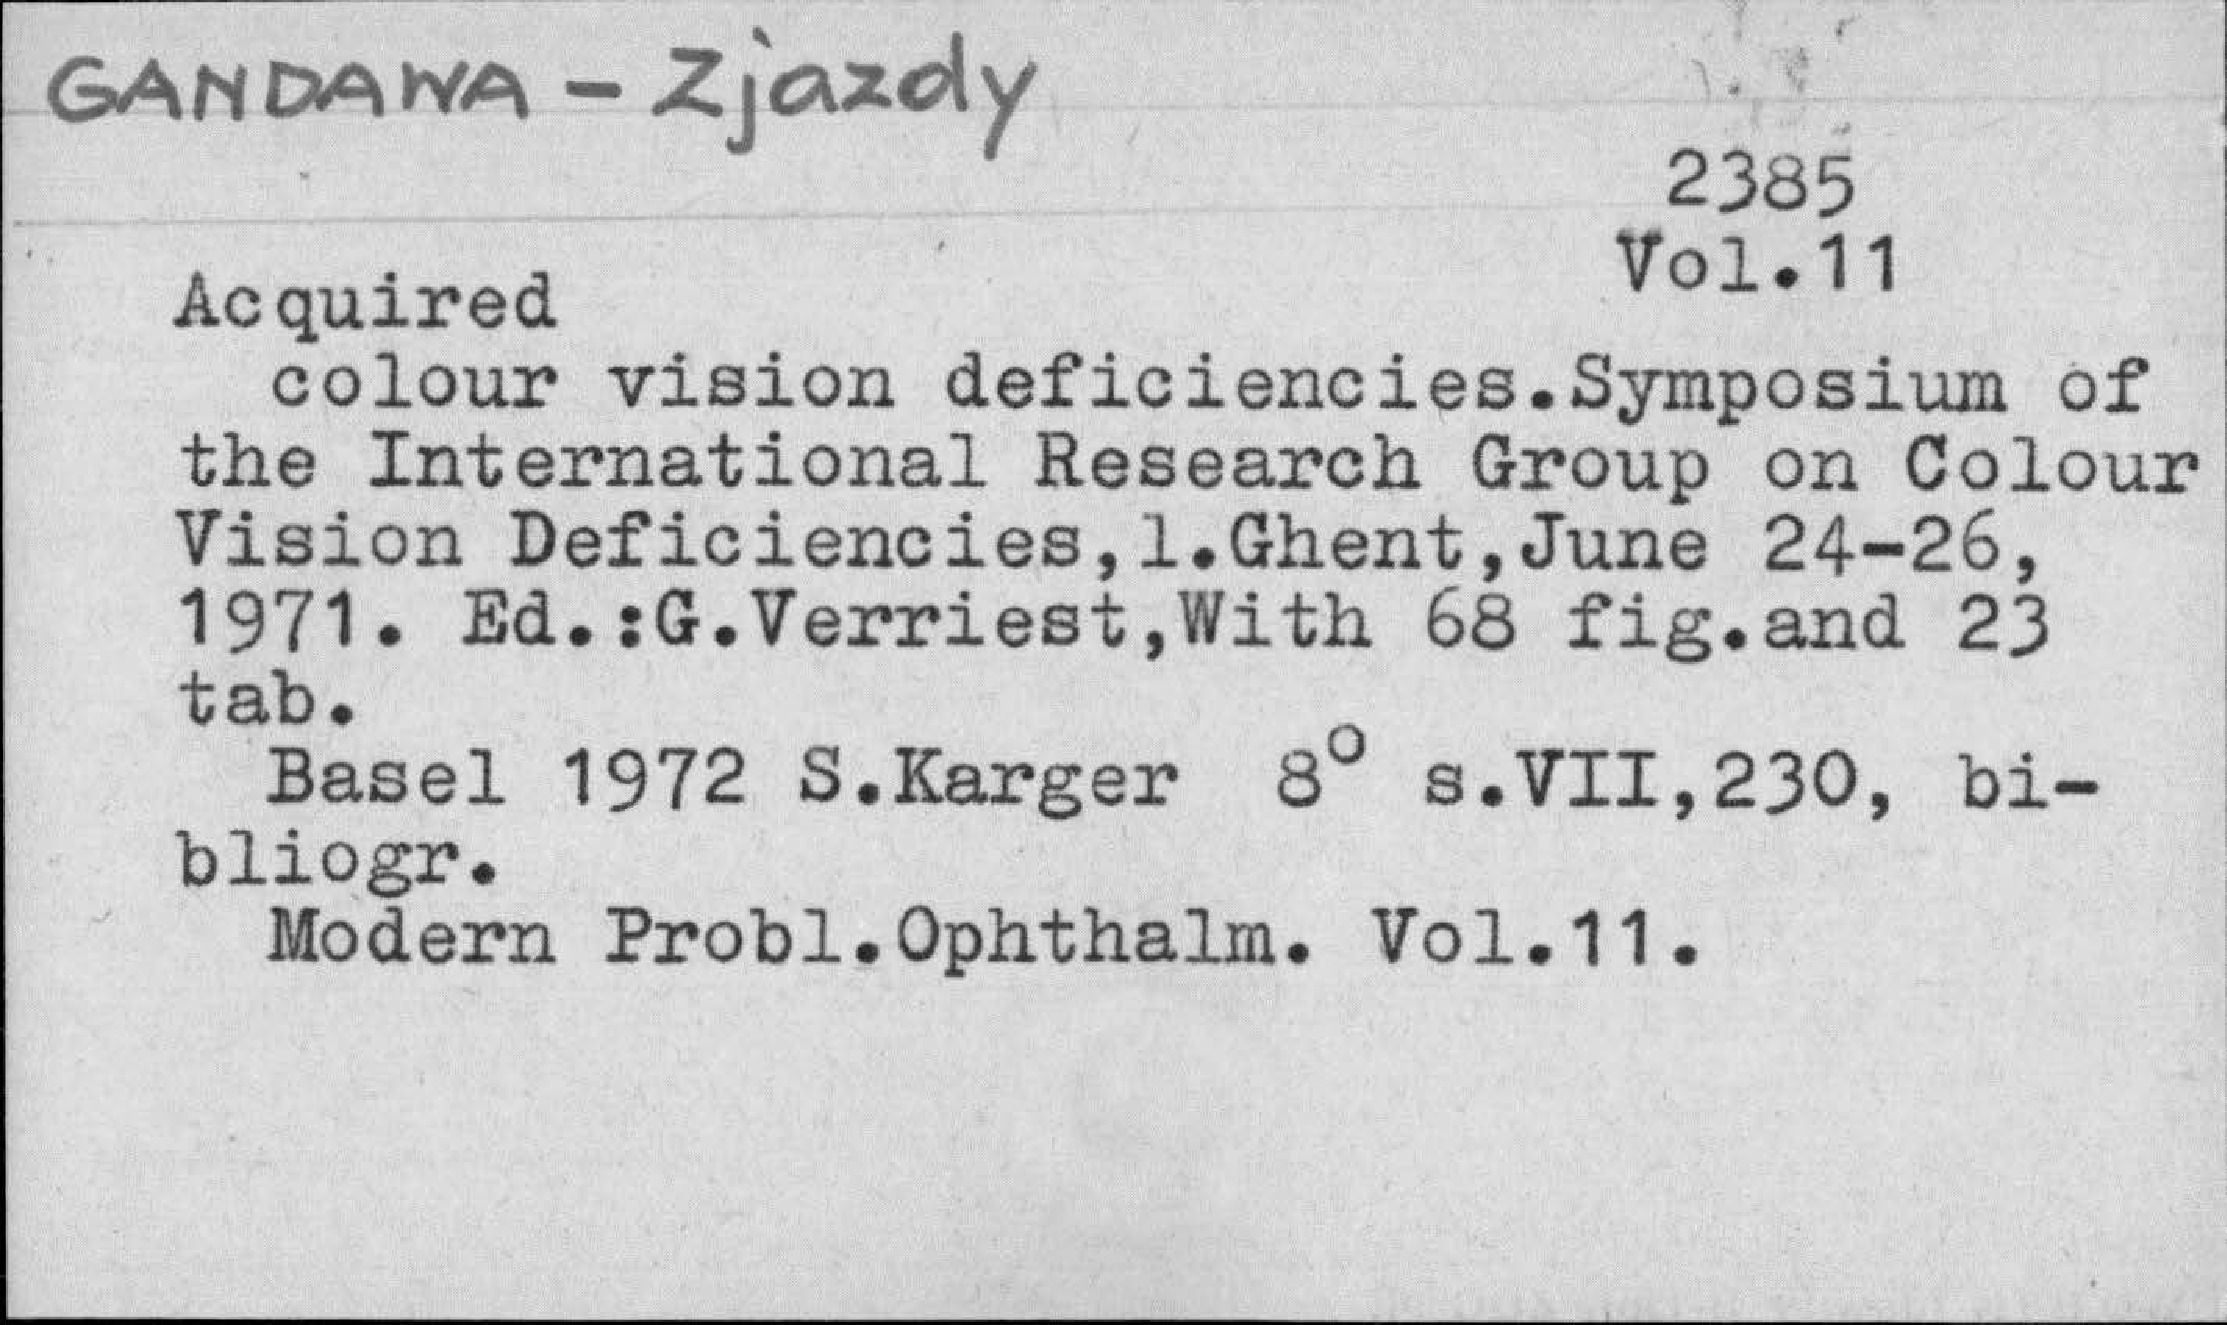 GANDAWA - Zjazdy
2385
Vol.11
Acquired
colour vision deficiencies.Symposium of
the International Research Group on Colour
Vision Deficiencies,1.Ghent,June 24-26,
1971. Ed.:G.Verriest,With 68 fig.and 23
tab.
Basel 1972 S.Karger 8° s.VII,230, bi-
bliogr.
Modern Probl.Ophthalm. Vol.11.